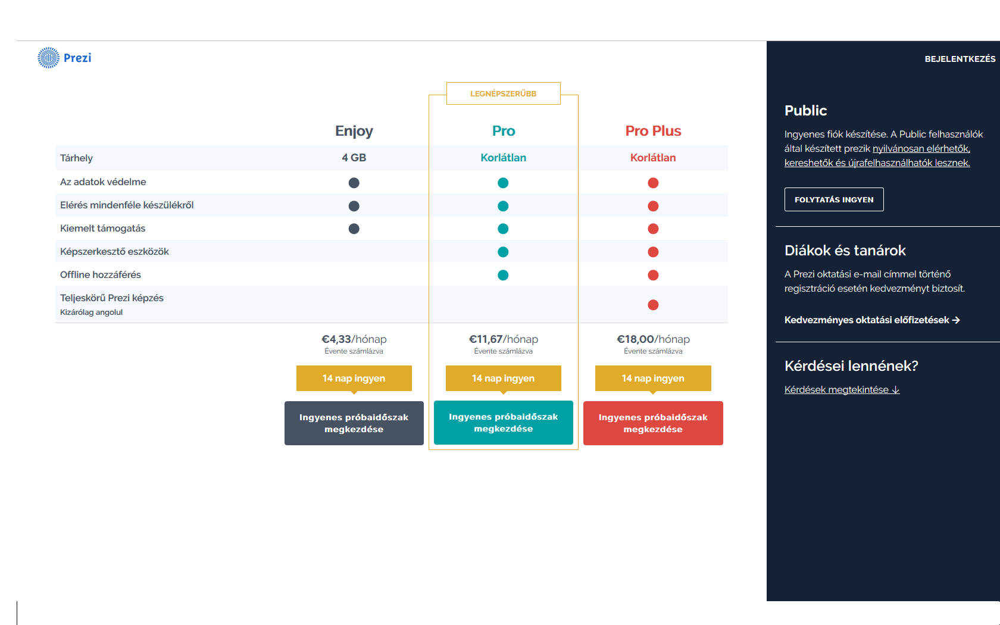 Prezi
BEJELENTKEZÉS
LEGNÉPSZERŰBB
Enjoy Pro Pro Plus
Tárhely 4 GB Korlátlan Korlátlan
Az adatok védelme
Elérés mindenféle készülékről
Kiemelt támogatás
Képszerkesztő eszközök
Offline hozzáférés
Teljeskörű Prezi képzés
Kizárólag angolul
€4,33/hónap €11,67/hónap €18,00/hónap
Évente számlázva Évente számlázva Évente számlázva
14 nap ingyen 14 nap ingyen 14 nap ingyen
Ingyenes próbaidőszak Ingyenes próbaidőszak Ingyenes próbaidőszak
megkezdése megkezdése megkezdése
Public
Ingyenes fiók készítése. A Public felhasználók
által készített prezik nyilvánosan elérhetők,
kereshetők és újrafelhasználhatók lesznek.
FOLYTATÁS INGYEN
Diákok és tanárok
A Prezi oktatási e-mail címmel történő
regisztráció esetén kedvezményt biztosít.
Kedvezményes oktatási előfizetések →
Kérdései lennének?
Kérdések megtekintése ↓